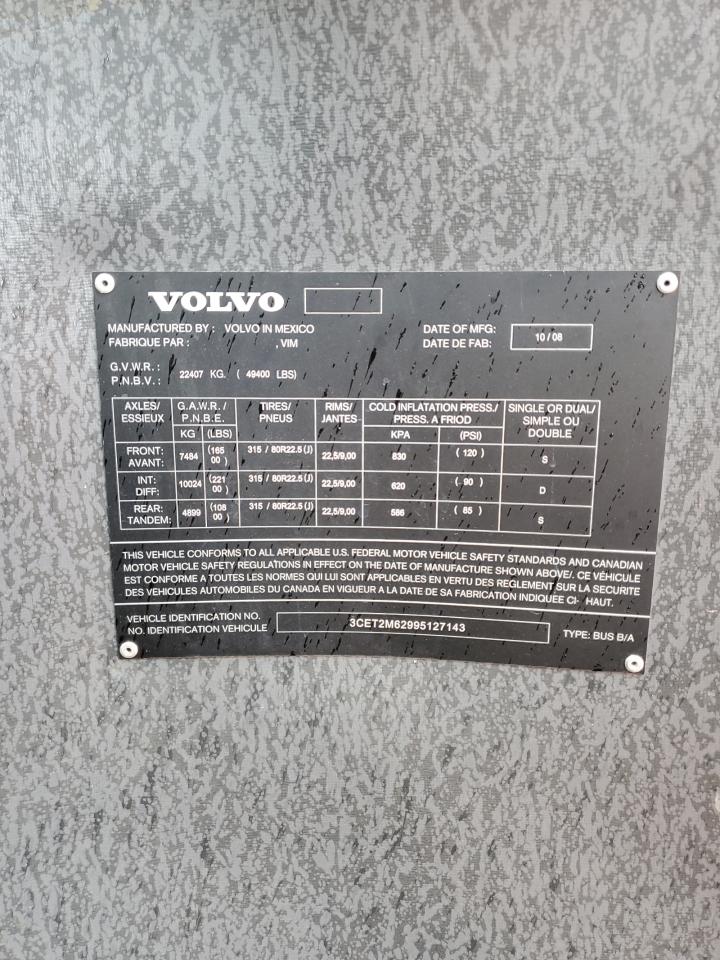 VOLVO
MANUFACTURED BY : VOLVO IN MEXICO
FABRIQUE PAR : , VIM
DATE OF MFG:
DATE DE FAB:
10 / 08
G.V.W.R. :
P.N.B.V. :
22407 KG. ( 49400 LBS)
AXLES/ ESSIEUX G.A.W.R. / P.N.B.E. TIRES/ PNEUS RIMS/ JANTES COLD INFLATATION PRESS./ PRESS. A FRIOD SINGLE OR DUAL/ SIMPLE OU DOUBLE
KG (LBS) KPA (PSI)
FRONT: AVANT: 7484 (165 00 ) 315 / 80R22.5 (J) 22,5/9,00 830 ( 120 ) S
INT: DIFF: 10024 (221 00 ) 315 / 80R22.5 (J) 22,5/9,00 620 ( 90 ) D
REAR: TANDEM: 4899 (108 00 ) 315 / 80R22.5 (J) 22,5/9,00 586 ( 85 ) S
THIS VEHICLE CONFORMS TO ALL APPLICABLE U.S. FEDERAL MOTOR VEHICLE SAFETY STANDARDS AND CANADIAN
MOTOR VEHICLE SAFETY REGULATIONS IN EFFECT ON THE DATE OF MANUFACTURE SHOWN ABOVE/. CE VÉHICULE
EST CONFORME A TOUTES LES NORMES QUI LUI SONT APPLICABLES EN VERTU DES REGLEMENT SUR LA SECURITE
DES VEHICULES AUTOMOBILES DU CANADA EN VIGUEUR A LA DATE DE SA FABRICATION INDIQUÉE CI- HAUT.
VEHICLE IDENTIFICATION NO.
NO. IDENTIFICATION VEHICULE
3CET2M62995127143
TYPE: BUS B/A